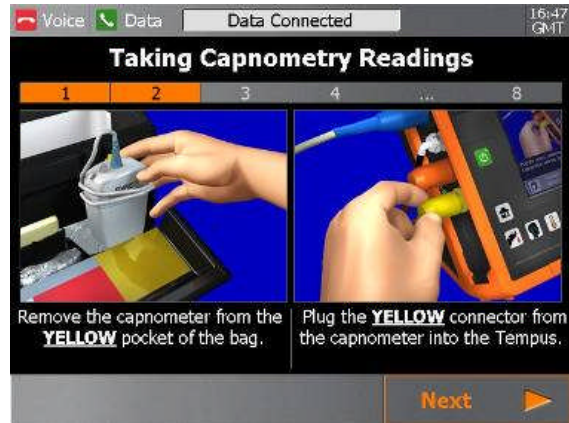 Voice Data Data Connected 16:47
GMT
Taking Capnometry Readings
1 2 3 4 ... 8
Remove the capnometer from the
YELLOW pocket of the bag.
Plug the YELLOW connector from
the capnometer into the Tempus.
Next